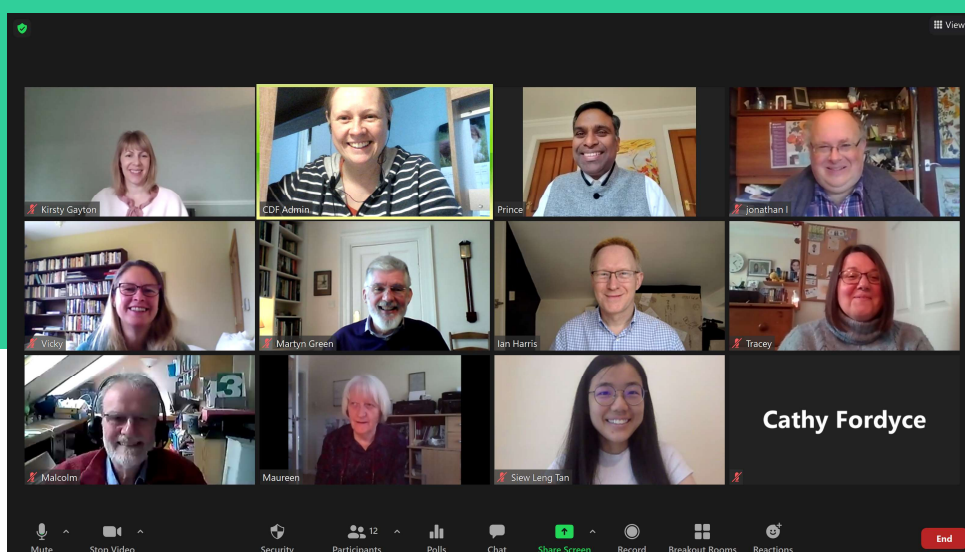 View
Kirsty Gayton
CDF Admin
Prince
jonathan l
Vicky
Martyn Green
Ian Harris
Tracey
3
Malcolm
Maureen
Siew Leng Tan
Cathy Fordyce
Mute
Stop Video
Security
12
Participants
Polls
Chat
Share Screen
Record
Breakout Rooms
Reactions
End